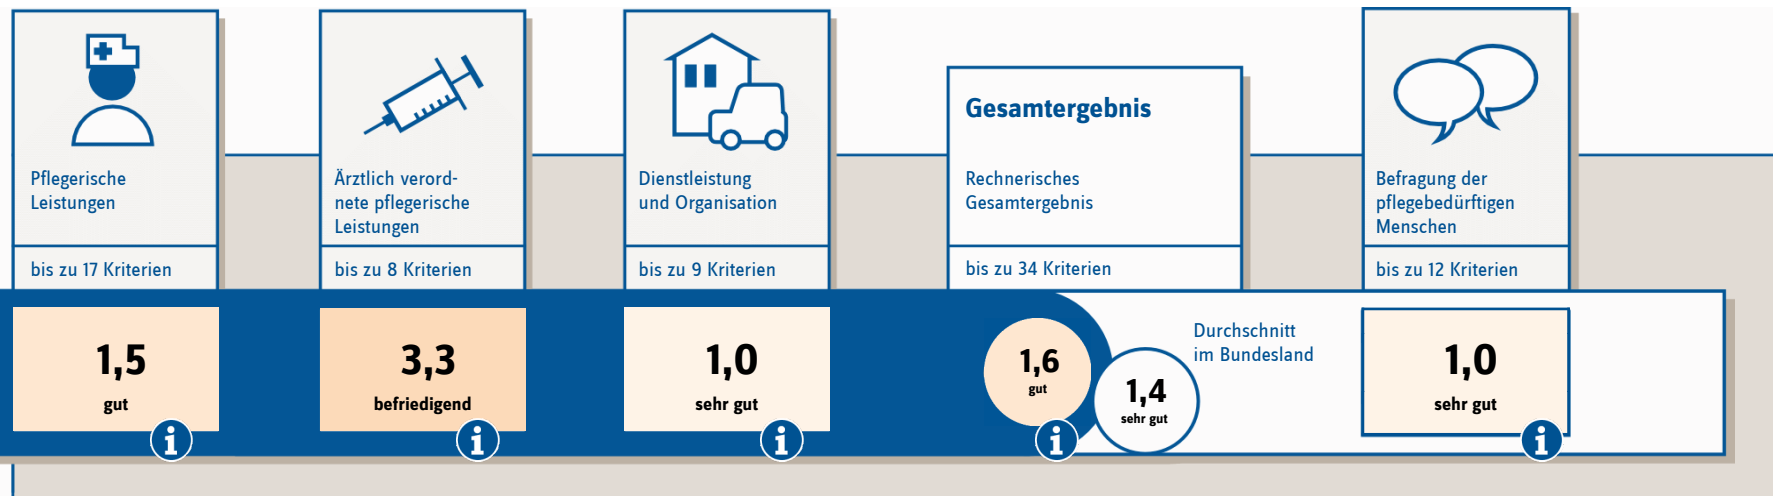 Pflegerische
Leistungen
bis zu 17 Kriterien
1,5
gut
i
Ärztlich verord-
nete pflegerische
Leistungen
bis zu 8 Kriterien
3,3
befriedigend
i
Dienstleistung
und Organisation
bis zu 9 Kriterien
1,0
sehr gut
i
Gesamtergebnis
Rechnerisches
Gesamtergebnis
bis zu 34 Kriterien
1,6
gut
i
Durchschnitt
im Bundesland
1,4
sehr gut
Befragung der
pflegebedürftigen
Menschen
bis zu 12 Kriterien
1,0
sehr gut
i